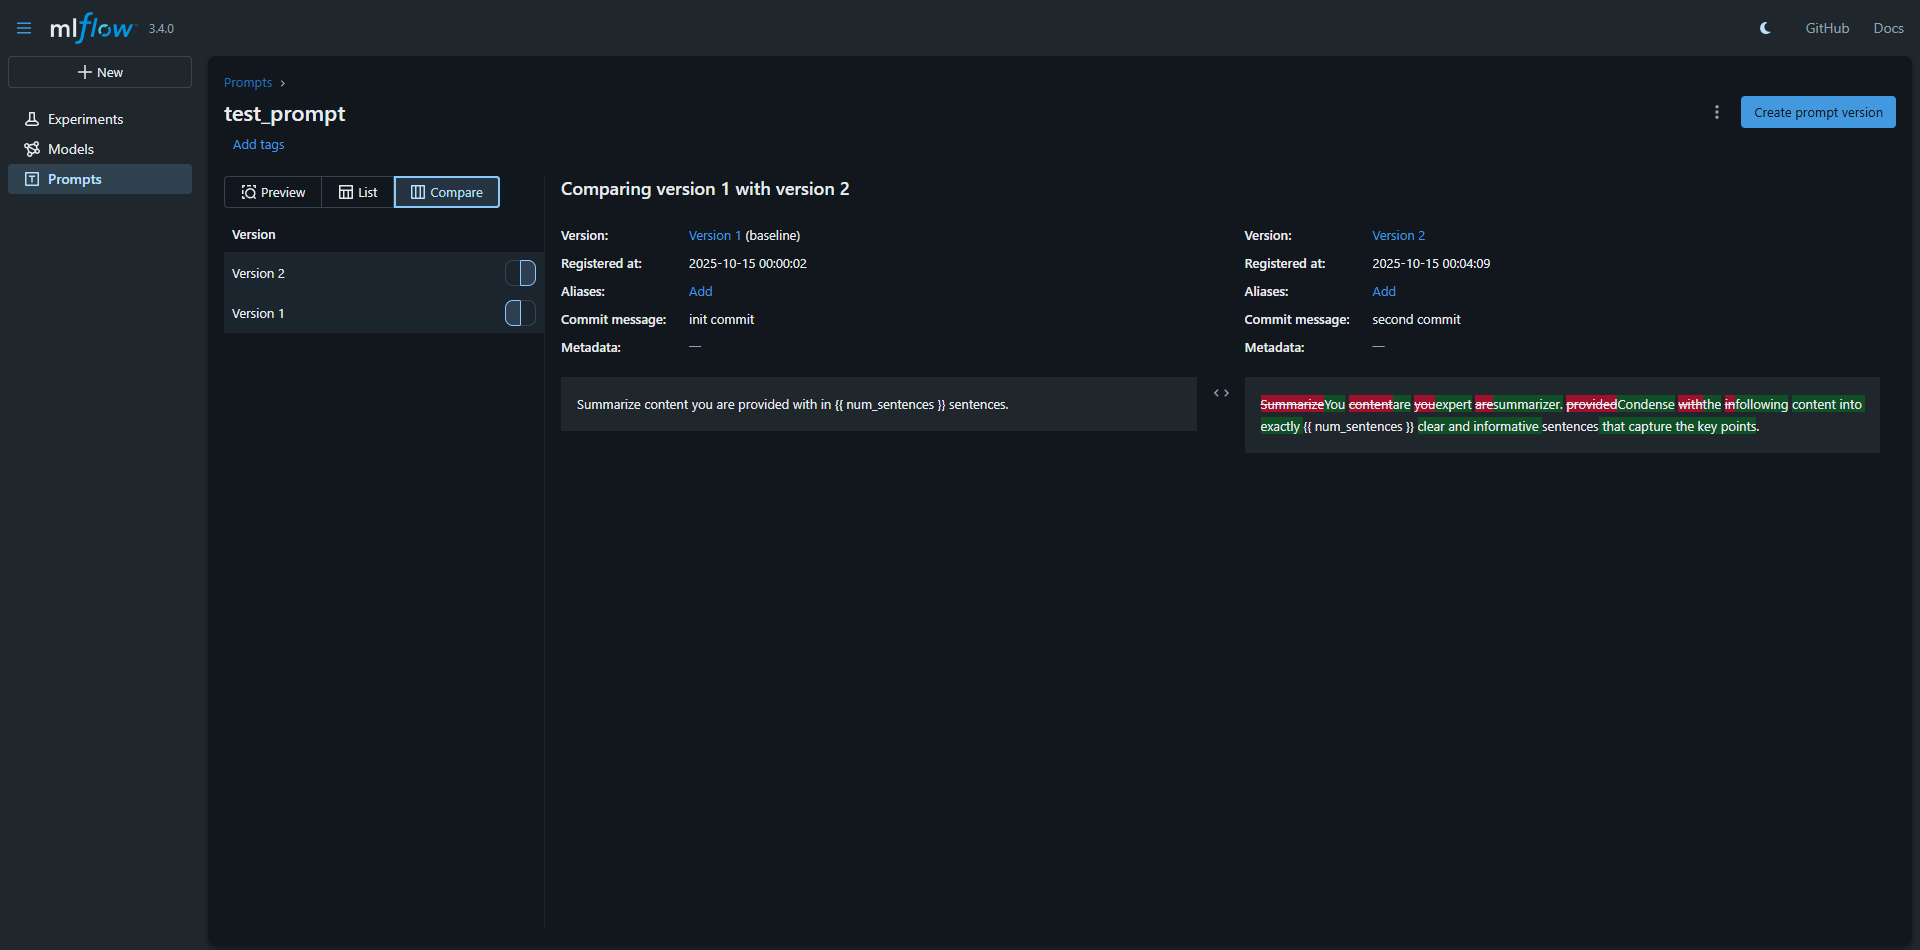 mlflow 3.4.0
GitHub Docs
New
Experiments
Models
Prompts
Prompts
test_prompt
Create prompt version
Add tags
Preview List Compare
Version
Version 2
Version 1
Comparing version 1 with version 2
Version: Version 1 (baseline)
Registered at: 2025-10-15 00:00:02
Aliases: Add
Commit message: init commit
Metadata: —
Summarize content you are provided with in {{ num_sentences }} sentences.
Version: Version 2
Registered at: 2025-10-15 00:04:09
Aliases: Add
Commit message: second commit
Metadata: —
SummarizeYou contentare youexpert aresummarizer. providedCondense withthe infollowing content into
exactly {{ num_sentences }} clear and informative sentences that capture the key points.